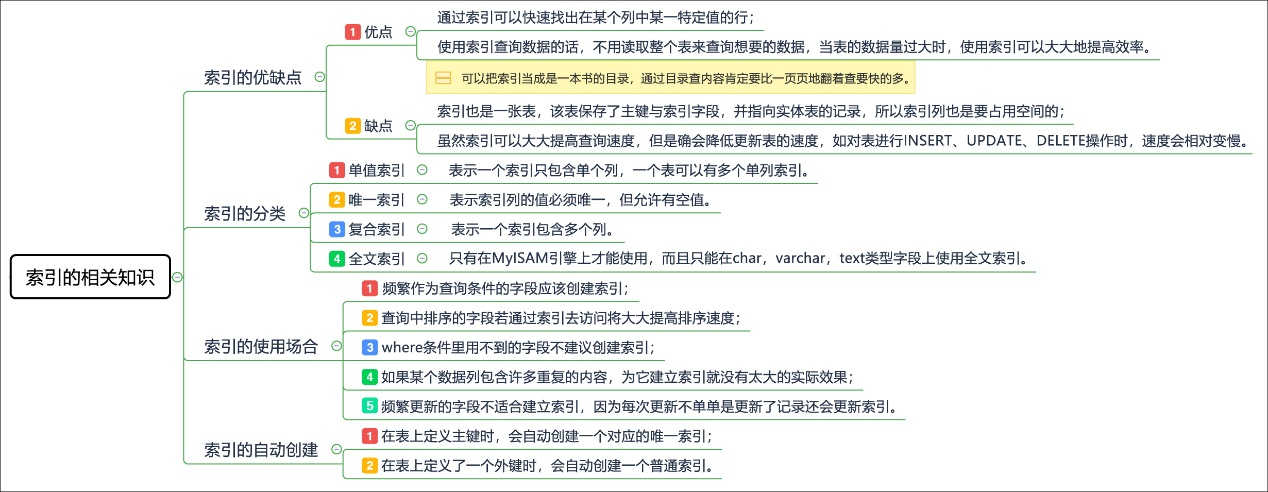 索引的相关知识
索引的优缺点
1 优点
通过索引可以快速找出在某个列中某一特定值的行；
使用索引查询数据的话，不用读取整个表来查询想要的数据，当表的数据量过大时，使用索引可以大大地提高效率。
可以把索引当成是一本书的目录，通过目录查内容肯定要比一页页地翻着查要快的多。
2 缺点
索引也是一张表，该表保存了主键与索引字段，并指向实体表的记录，所以索引列也是要占用空间的；
虽然索引可以大大提高查询速度，但是确会降低更新表的速度，如对表进行INSERT、UPDATE、DELETE操作时，速度会相对变慢。
索引的分类
1 单值索引 表示一个索引只包含单个列，一个表可以有多个单列索引。
2 唯一索引 表示索引列的值必须唯一，但允许有空值。
3 复合索引 表示一个索引包含多个列。
4 全文索引 只有在MyISAM引擎上才能使用，而且只能在char，varchar，text类型字段上使用全文索引。
索引的使用场合
1 频繁作为查询条件的字段应该创建索引；
2 查询中排序的字段若通过索引去访问将大大提高排序速度；
3 where条件里用不到的字段不建议创建索引；
4 如果某个数据列包含许多重复的内容，为它建立索引就没有太大的实际效果；
5 频繁更新的字段不适合建立索引，因为每次更新不单单是更新了记录还会更新索引。
索引的自动创建
1 在表上定义主键时，会自动创建一个对应的唯一索引；
2 在表上定义了一个外键时，会自动创建一个普通索引。